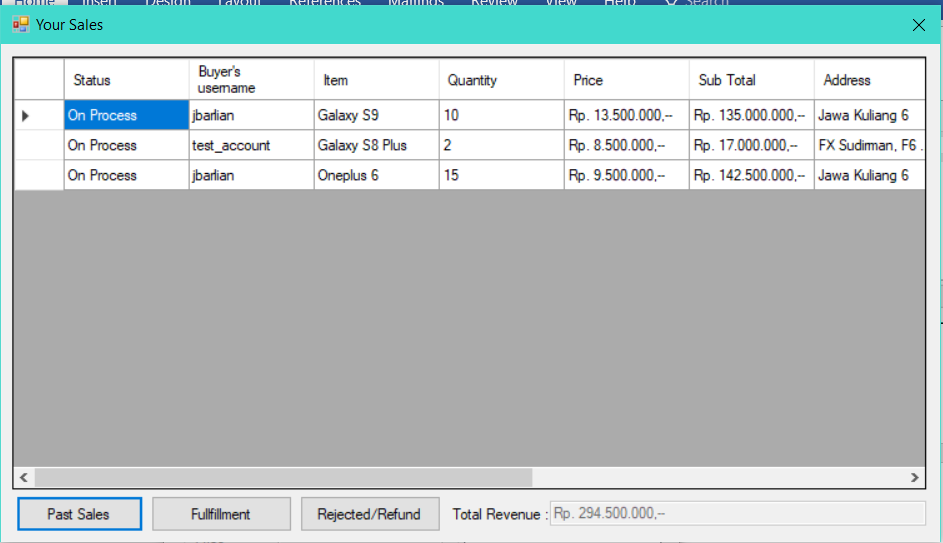 Home Insert Design Layout References Mailings Review View Help Search
Your Sales
Status Buyer's username Item Quantity Price Sub Total Address
On Process jbarlian Galaxy S9 10 Rp. 13.500.000,-- Rp. 135.000.000,-- Jawa Kuliang 6
On Process test_account Galaxy S8 Plus 2 Rp. 8.500.000,-- Rp. 17.000.000,-- FX Sudirman, F6 .
On Process jbarlian Oneplus 6 15 Rp. 9.500.000,-- Rp. 142.500.000,-- Jawa Kuliang 6
Past Sales Fullfillment Rejected/Refund Total Revenue : Rp. 294.500.000,--